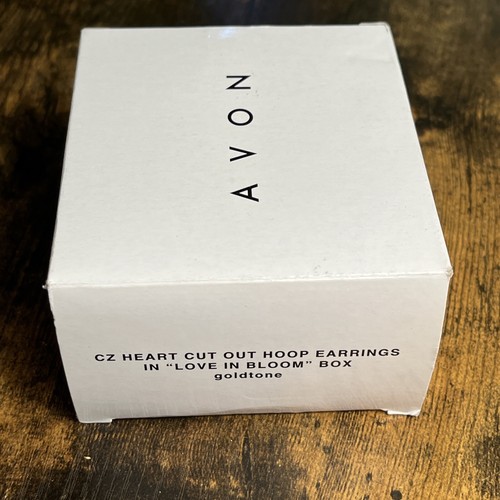 AVON
CZ HEART CUT OUT HOOP EARRINGS
IN “LOVE IN BLOOM” BOX
goldtone